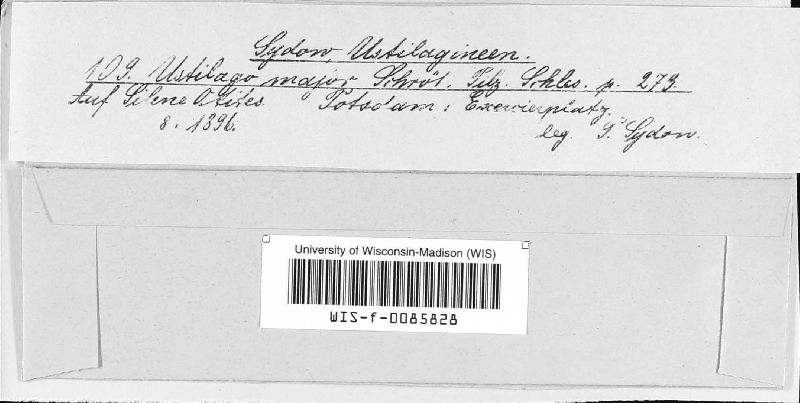 Sydow, Ustilagineen.
109. Ustilago major Schröt. Pilz. Schles. p. 273.
Auf Silene Otites. Potsdam: Exercierplatz.
8. 1896. leg. P. Sydow.
University of Wisconsin-Madison (WIS)
WIS-f-0085828